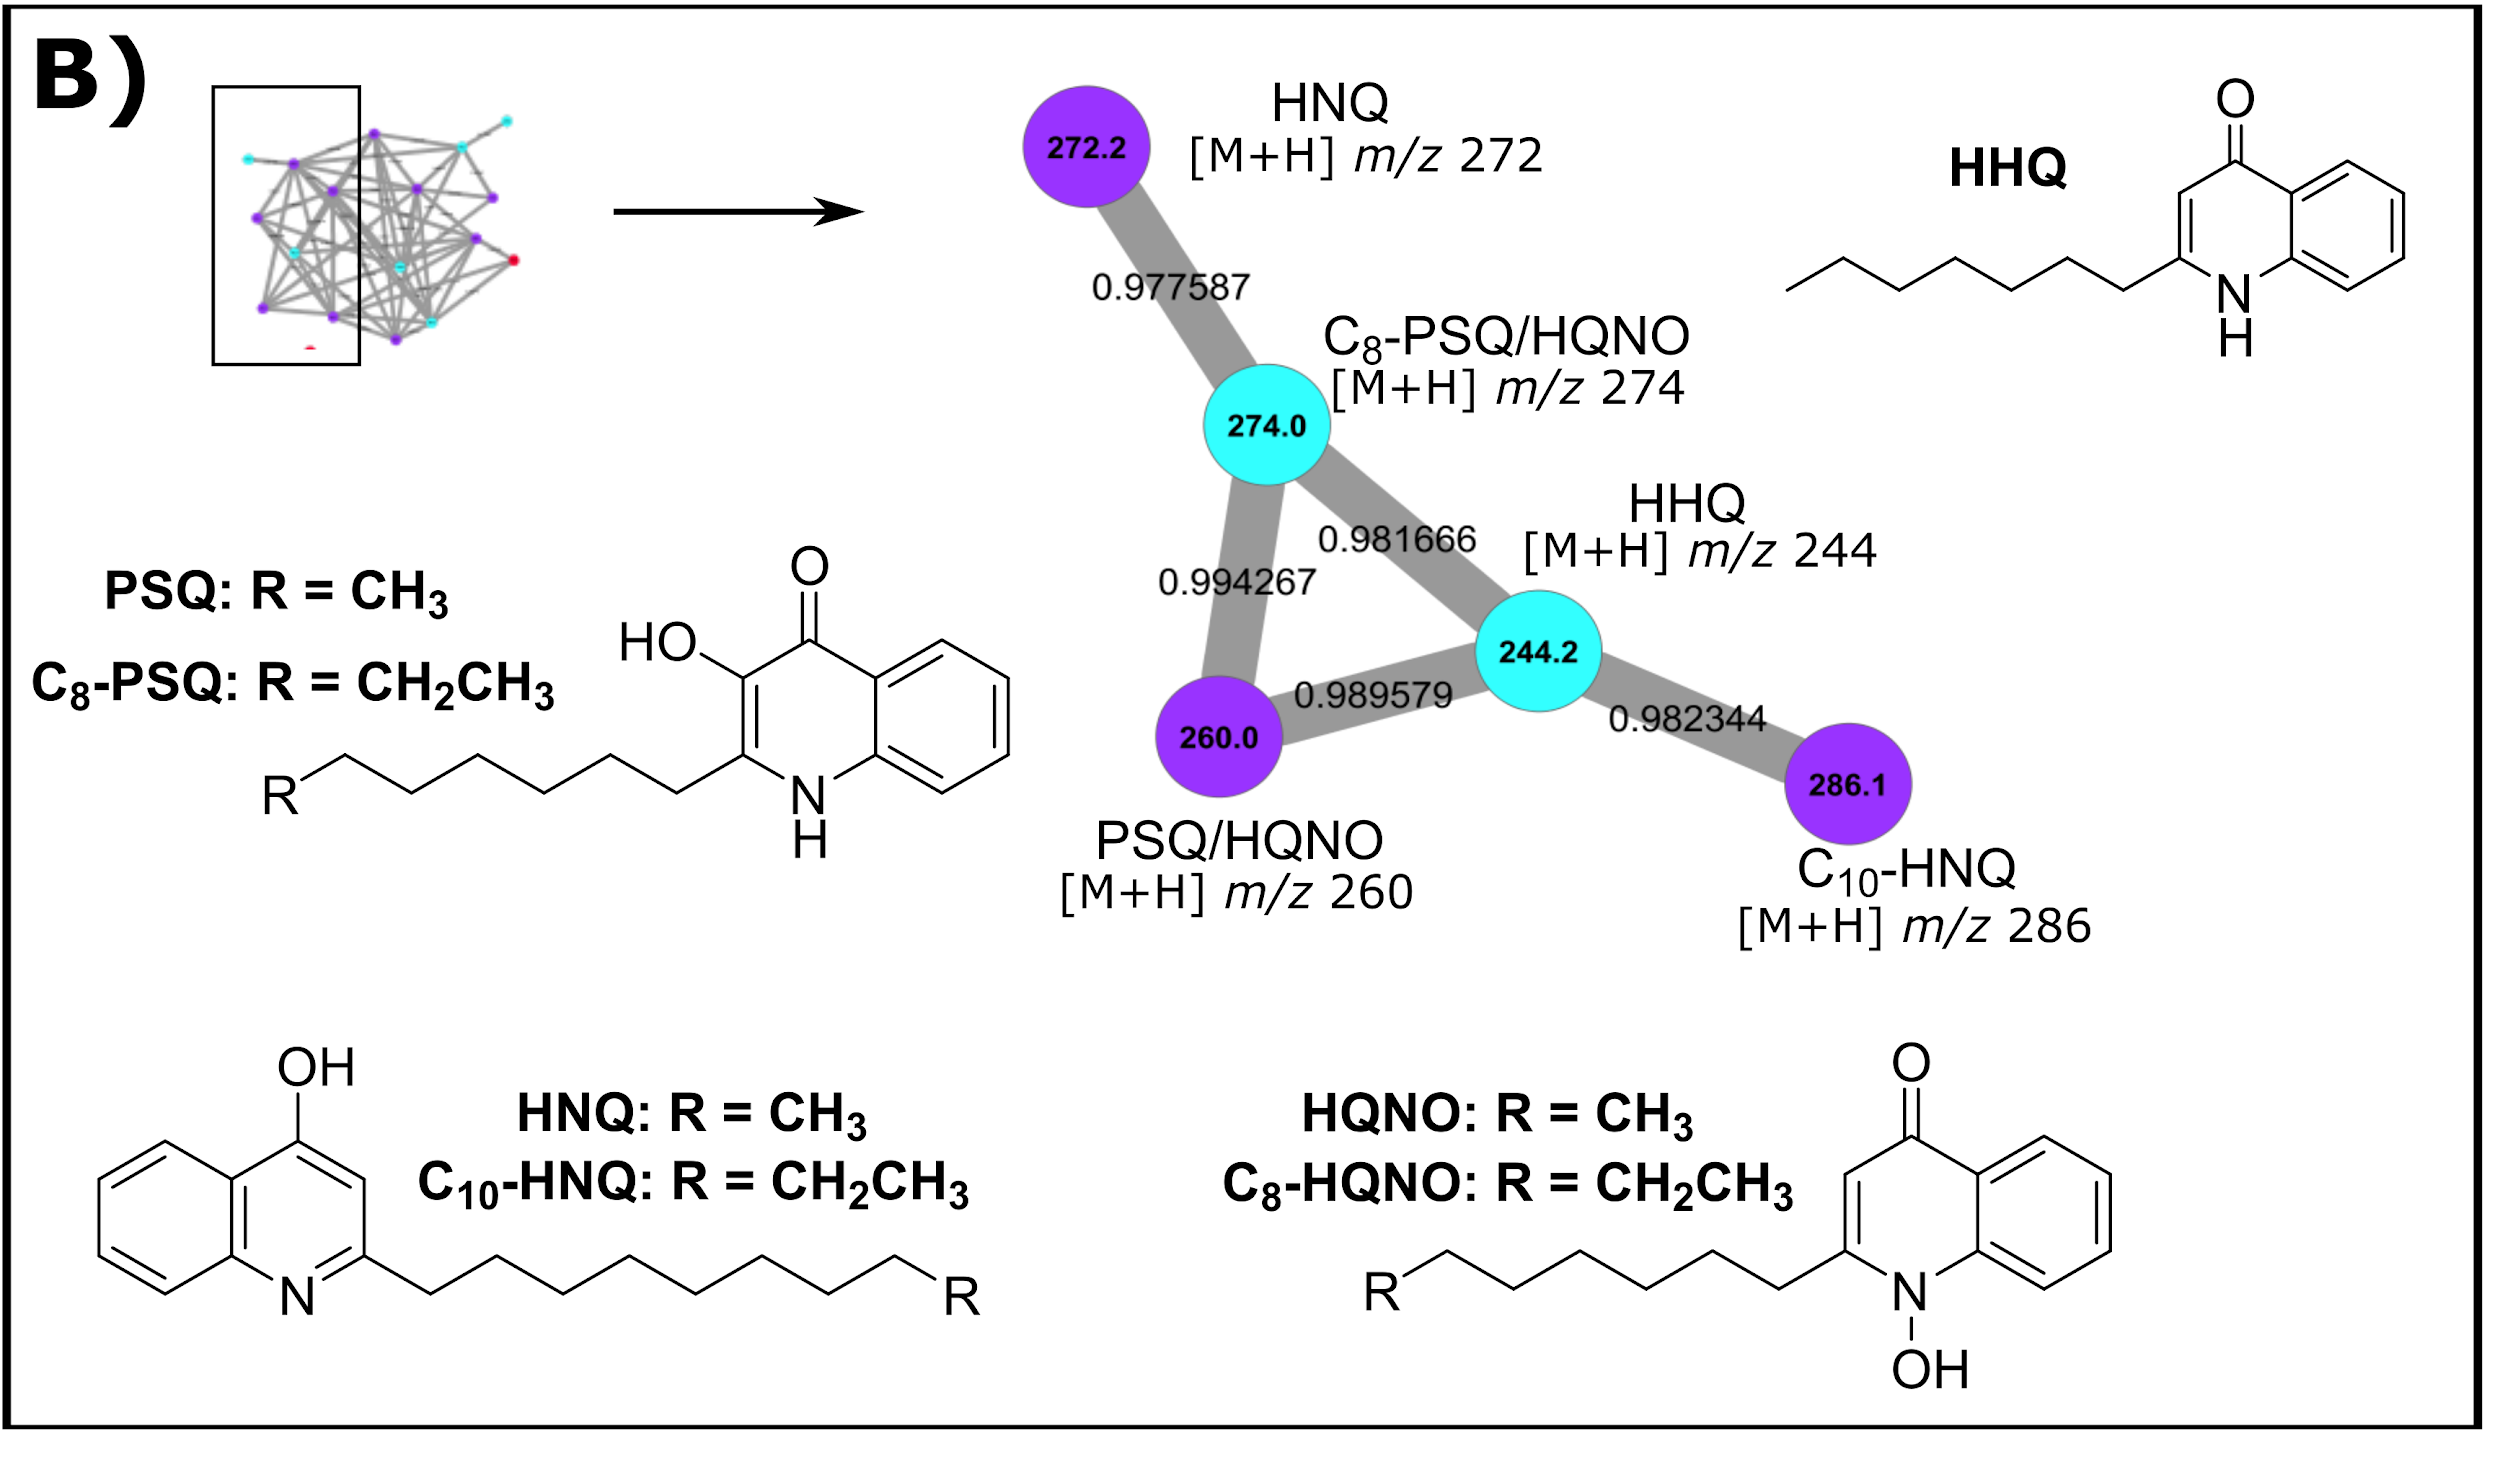 B)
HNQ
[M+H] m/z 272
272.2
0.977587
HHQ
O
N
H
C8-PSQ/HQNO
[M+H] m/z 274
274.0
0.981666
HHQ
[M+H] m/z 244
0.994267
244.2
0.989579
0.982344
260.0
286.1
PSQ/HQNO
[M+H] m/z 260
C10-HNQ
[M+H] m/z 286
PSQ: R = CH3
C8-PSQ: R = CH2CH3
O
HO
R
N
H
OH
HNQ: R = CH3
C10-HNQ: R = CH2CH3
N
R
HQNO: R = CH3
C8-HQNO: R = CH2CH3
O
R
N
OH